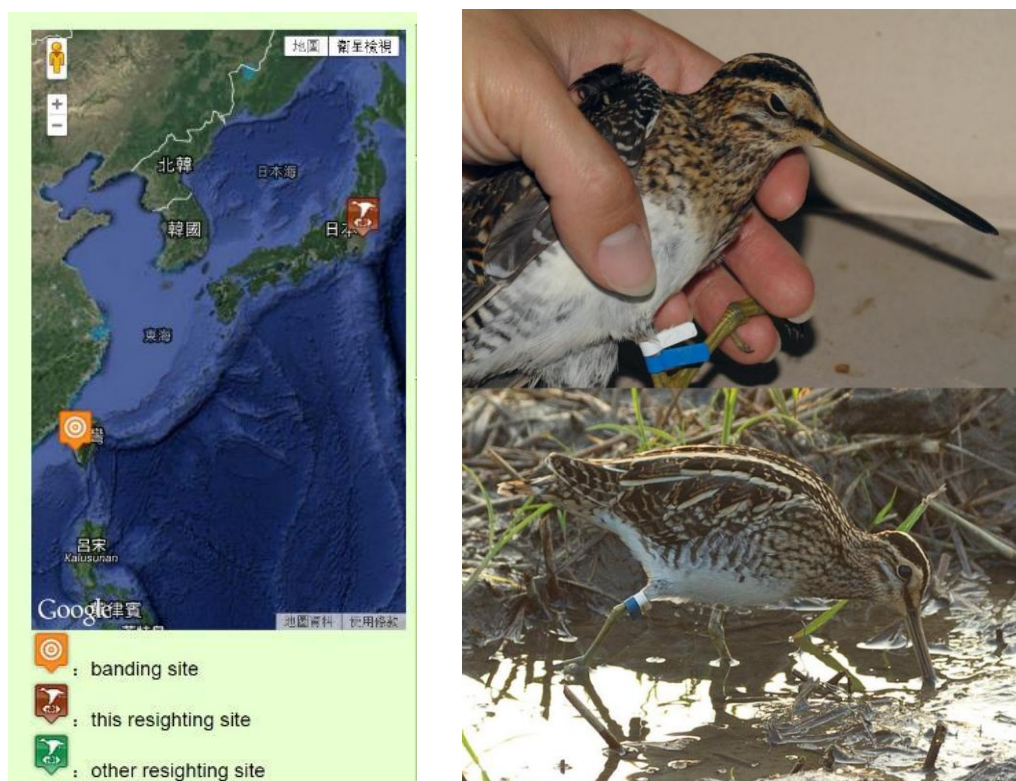 地圖 衛星檢視
+
−
北韓
日本海
韓國
日本
東海
灣
呂宋
Kalusunan
Google
律賓
地圖資料 使用條款
: banding site
: this resighting site
: other resighting site